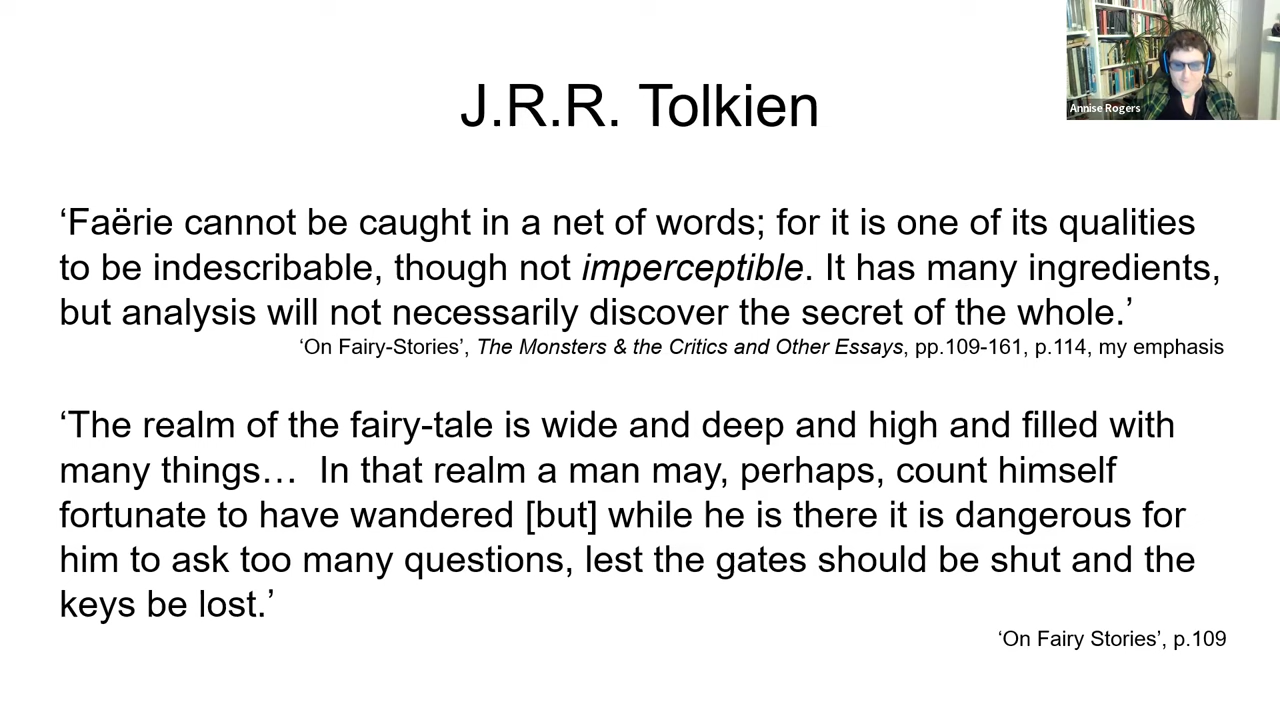 J.R.R. Tolkien
Annise Rogers
‘Faërie cannot be caught in a net of words; for it is one of its qualities
to be indescribable, though not imperceptible. It has many ingredients,
but analysis will not necessarily discover the secret of the whole.’
‘On Fairy-Stories’, The Monsters & the Critics and Other Essays, pp.109-161, p.114, my emphasis
‘The realm of the fairy-tale is wide and deep and high and filled with
many things…  In that realm a man may, perhaps, count himself
fortunate to have wandered [but] while he is there it is dangerous for
him to ask too many questions, lest the gates should be shut and the
keys be lost.’
‘On Fairy Stories’, p.109